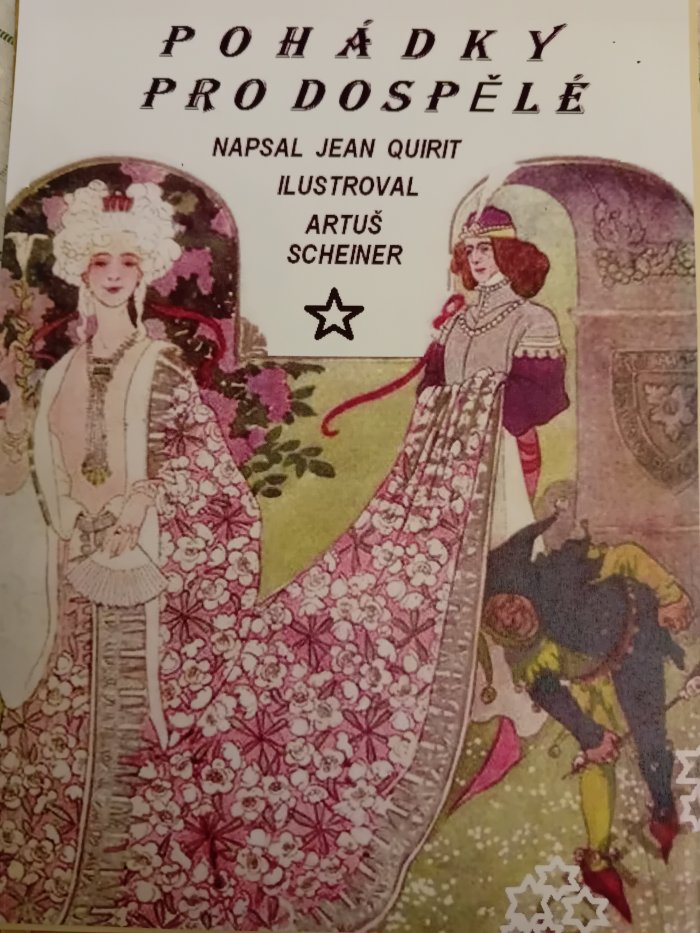 POHÁDKY
PRO DOSPĚLÉ
NAPSAL JEAN QUIRIT
ILUSTROVAL
ARTUŠ
SCHEINER